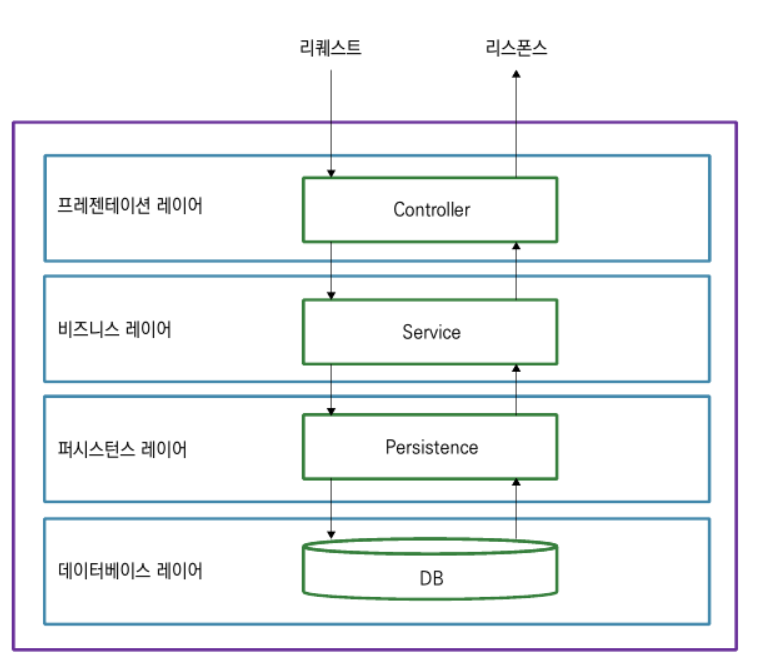 리퀘스트
리스폰스
프레젠테이션 레이어
Controller
비즈니스 레이어
Service
퍼시스턴스 레이어
Persistence
데이터베이스 레이어
DB